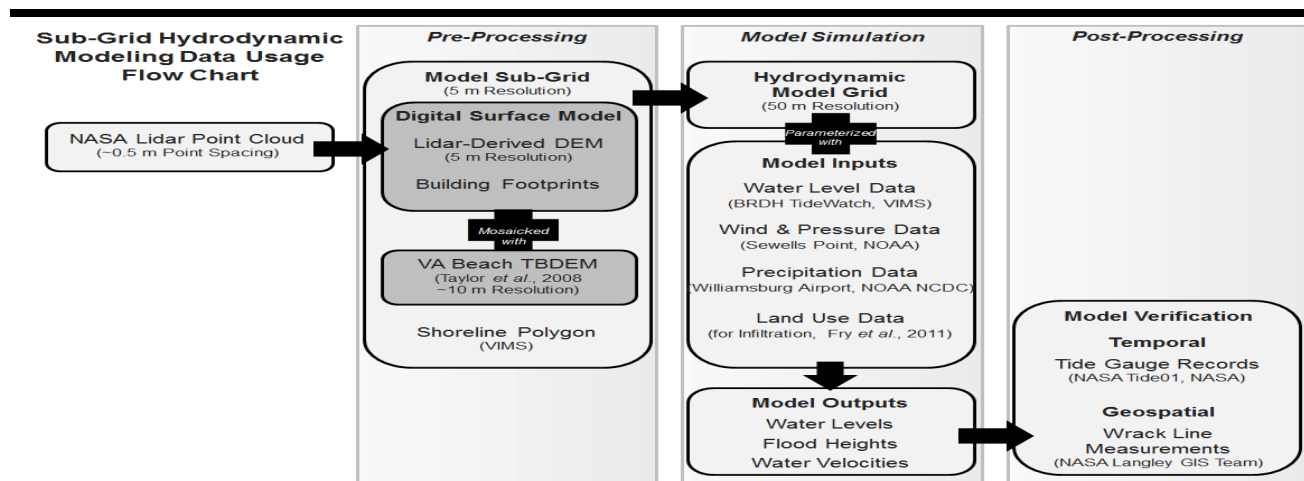 Sub-Grid Hydrodynamic
Modeling Data Usage
Flow Chart
NASA Lidar Point Cloud
(~0.5 m Point Spacing)
Pre-Processing
Model Sub-Grid
(5 m Resolution)
Digital Surface Model
Lidar-Derived DEM
(5 m Resolution)
Building Footprints
Mosaicked
with
VA Beach TBDEM
(Taylor et al., 2008
~10 m Resolution)
Shoreline Polygon
(VIMS)
Model Simulation
Hydrodynamic
Model Grid
(50 m Resolution)
Parameterized
with
Model Inputs
Water Level Data
(BRDH TideWatch, VIMS)
Wind & Pressure Data
(Sewells Point, NOAA)
Precipitation Data
(Williamsburg Airport, NOAA NCDC)
Land Use Data
(for Infiltration, Fry et al., 2011)
Model Outputs
Water Levels
Flood Heights
Water Velocities
Post-Processing
Model Verification
Temporal
Tide Gauge Records
(NASA Tide01, NASA)
Geospatial
Wrack Line
Measurements
(NASA Langley GIS Team)